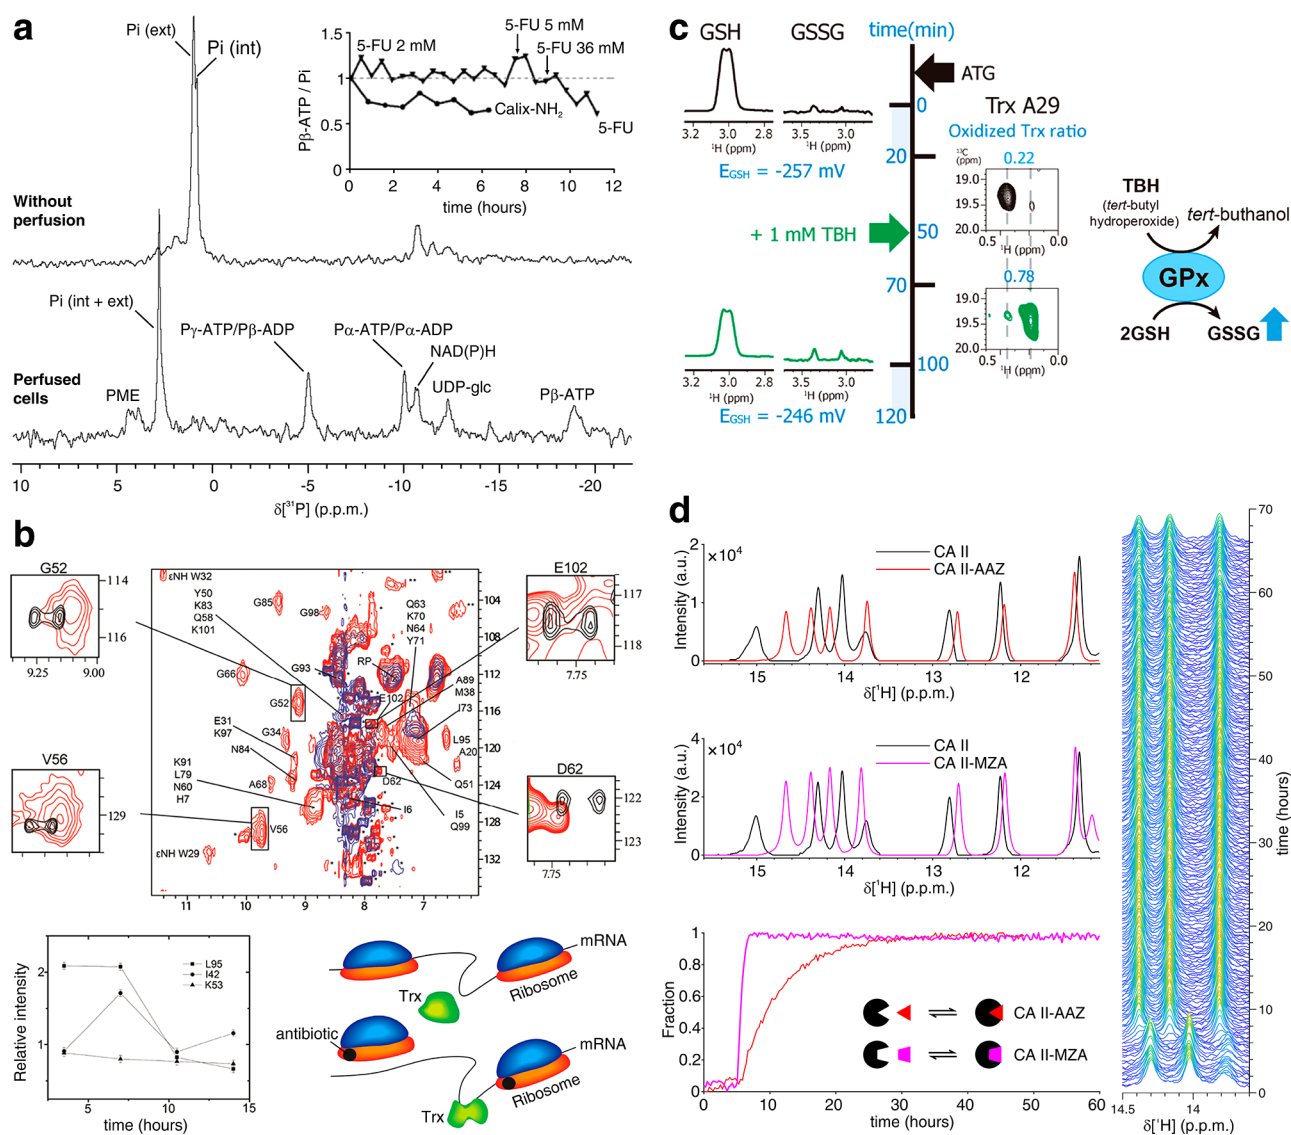 a
Pi (ext)
Pi (int)
Without
perfusion
1.5
1
0.5
0
Pβ-ATP / Pi
5-FU 2 mM
5-FU 5 mM
5-FU 36 mM
Calix-NH2
5-FU
0 2 4 6 8 10 12
time (hours)
Pi (int + ext)
Pγ-ATP/Pβ-ADP
Pα-ATP/Pα-ADP
NAD(P)H
UDP-glc
Pβ-ATP
PME
Perfused
cells
10 5 0 -5 -10 -15 -20
δ[³¹P] (p.p.m.)
b
G52
114
116
9.25 9.00
V56
129
E102
117
118
7.75
D62
122
123
7.75
εNH W32
Y50
K83
Q58
K101
G85
G98
Q63
K70
N64
Y71
G66
G93
RP
E102
A89
M38
I73
G52
E31
K97
G34
N84
L95
A20
K91
L79
N60
H7
A68
D62
Q51
I6
I5
Q99
V56
εNH W29
104
108
112
116
120
124
128
132
11 10 9 8 7
Relative intensity
2
1
L95
I42
K53
5 10 15
time (hours)
mRNA
Ribosome
Trx
antibiotic
mRNA
Ribosome
Trx
c
GSH
GSSG
time(min)
3.2 3.0 2.8
¹H (ppm)
3.5 3.0
¹H (ppm)
EGSH = -257 mV
+ 1 mM TBH
3.2 3.0 2.8
¹H (ppm)
3.5 3.0
¹H (ppm)
EGSH = -246 mV
0
20
50
70
100
120
ATG
Trx A29
Oxidized Trx ratio
¹³C
(ppm)
0.22
19.0
19.5
20.0
0.5 0.0
¹H (ppm)
0.78
19.0
19.5
20.0
0.5 0.0
¹H (ppm)
TBH
(tert-butyl
hydroperoxide)
tert-buthanol
GPx
2GSH
GSSG
d
Intensity (a.u.)
2
1
0
×10⁴
CA II
CA II-AAZ
15 14 13 12
δ[¹H] (p.p.m.)
Intensity (a.u.)
4
2
0
×10⁴
CA II
CA II-MZA
15 14 13 12
δ[¹H] (p.p.m.)
Fraction
1
0.8
0.6
0.4
0.2
0
CA II-AAZ
CA II-MZA
0 10 20 30 40 50 60
time (hours)
70
60
50
40
30
20
10
0
time (hours)
14.5 14
δ[¹H] (p.p.m.)